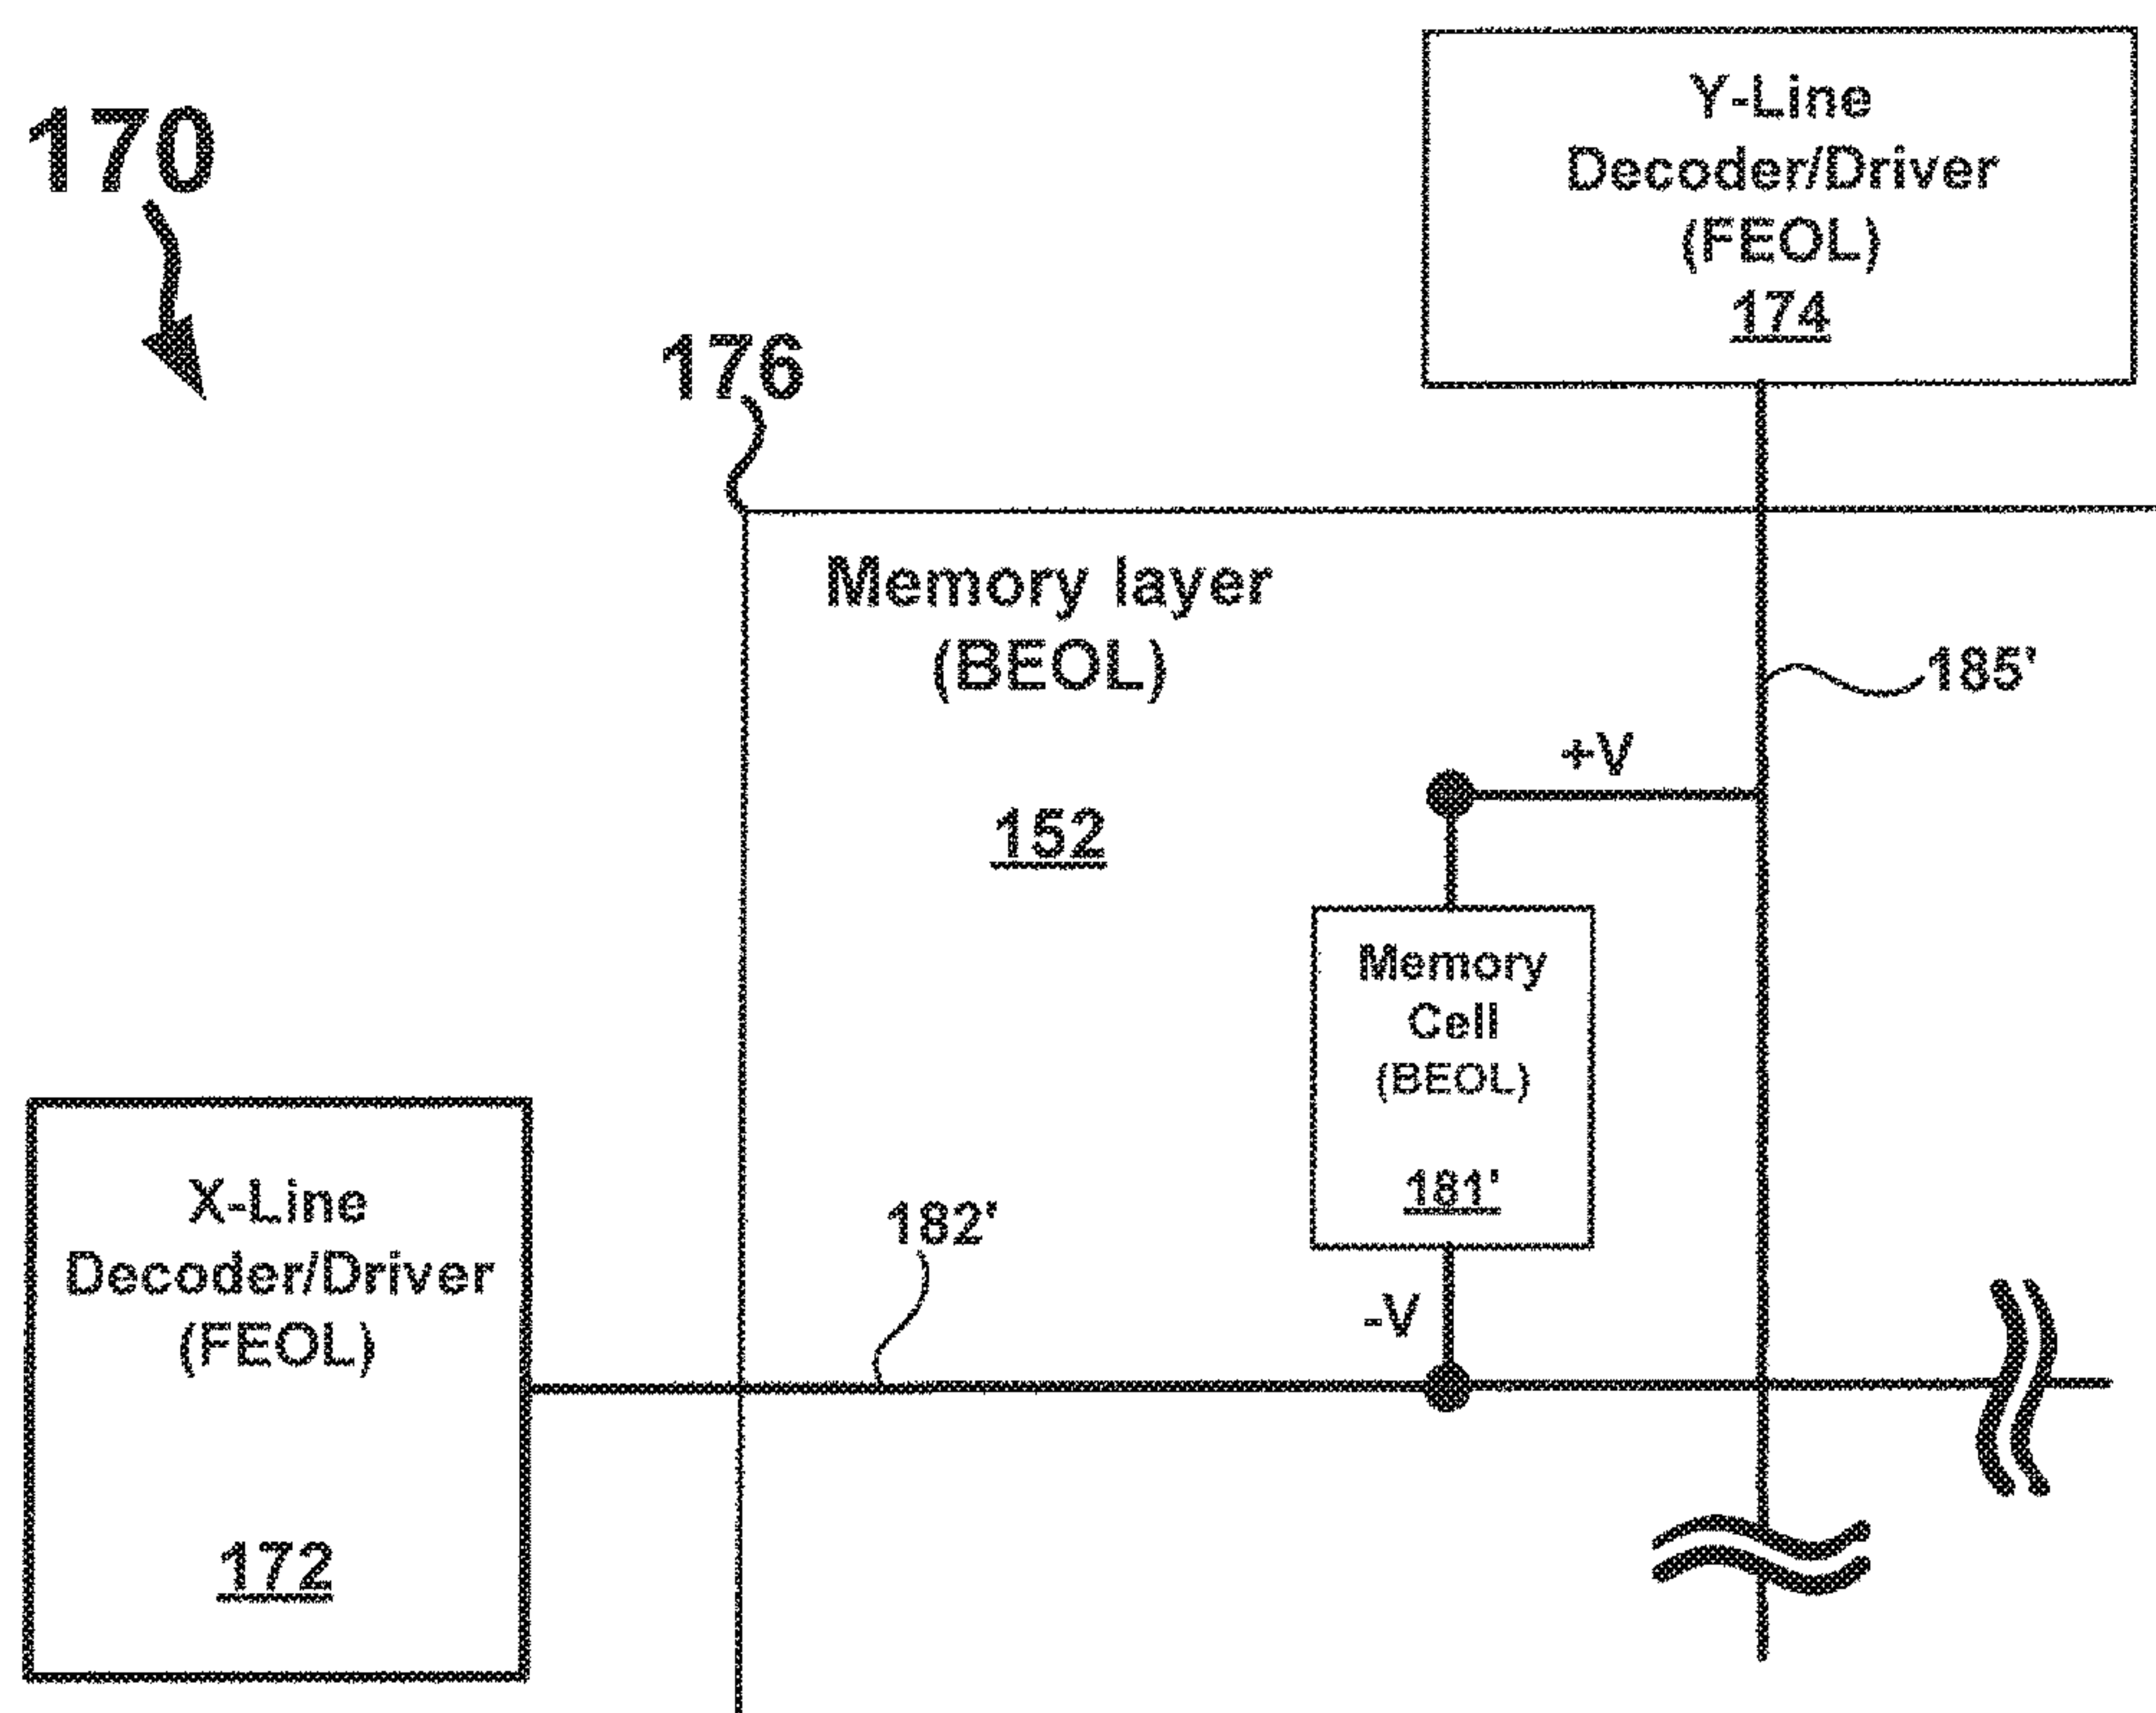 170
Y-Line
Decoder/Driver
(FEOL)
174
176
Memory layer
(BEOL)
152
185'
+V
Memory
Cell
(BEOL)
181'
-V
182'
X-Line
Decoder/Driver
(FEOL)
172